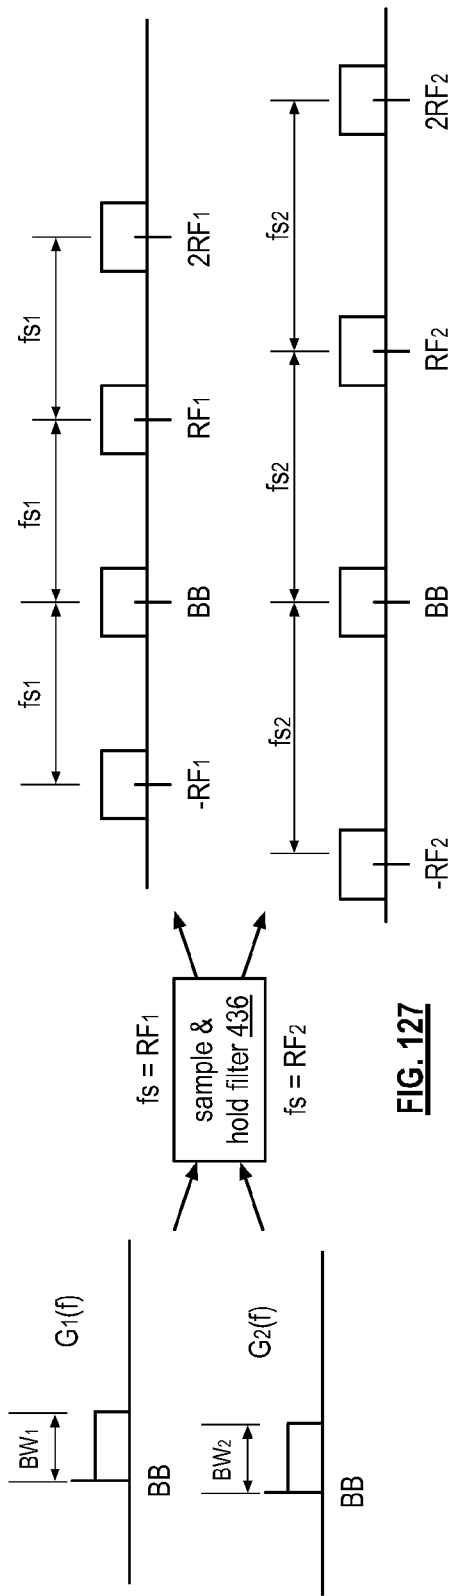 BW1
G1(f)
BB
BW2
G2(f)
BB
fs = RF1
sample &
hold filter 436
fs = RF2
fs1
fs1
fs1
-RF1
BB
RF1
2RF1
fs2
fs2
fs2
-RF2
BB
RF2
2RF2
FIG. 127